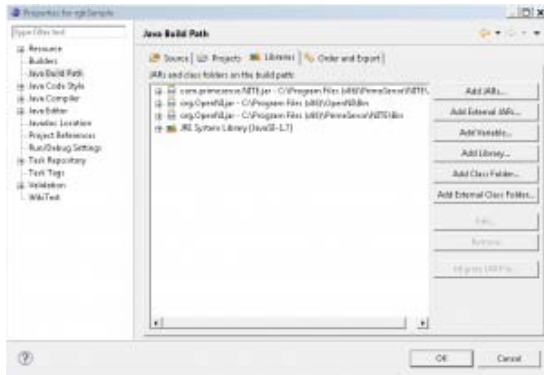 Properties for rgbSample
type filter text
Resource
Builders
Java Build Path
Java Code Style
Java Compiler
Java Editor
Javadoc Location
Project References
Run/Debug Settings
Task Repository
Task Tags
Validation
WikiText
Java Build Path
Source
Projects
Libraries
Order and Export
JARs and class folders on the build path:
com.primesense.NITE.jar - C:\Program Files (x86)\PrimeSense\NITE\
org.OpenNI.jar - C:\Program Files (x86)\OpenNI\Bin
org.OpenNI.jar - C:\Program Files (x86)\PrimeSense\NITE\Bin
JRE System Library [JavaSE-1.7]
Add JARs...
Add External JARs...
Add Variable...
Add Library...
Add Class Folder...
Add External Class Folder...
Edit...
Remove
Migrate JAR File...
OK
Cancel